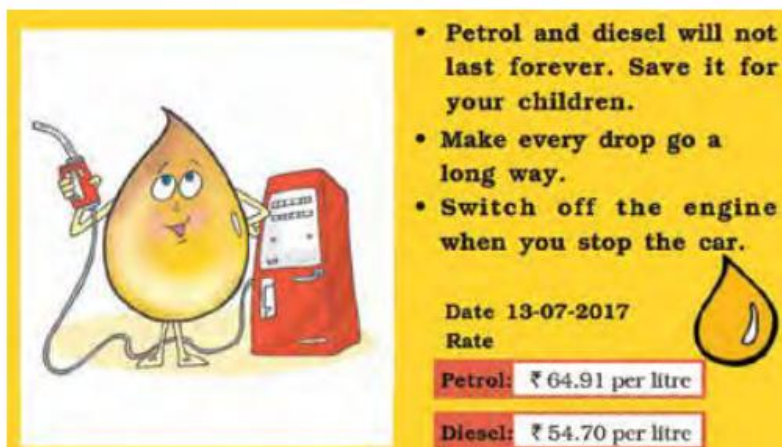 • Petrol and diesel will not
last forever. Save it for
your children.
• Make every drop go a
long way.
• Switch off the engine
when you stop the car.
Date 13-07-2017
Rate
Petrol: ₹ 64.91 per litre
Diesel: ₹ 54.70 per litre